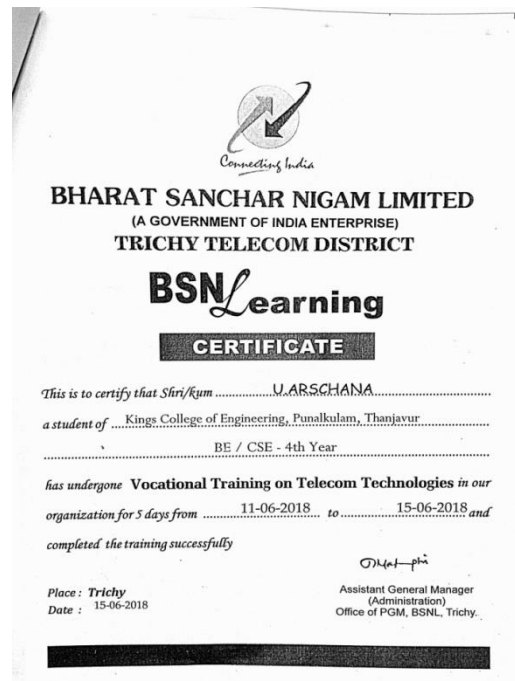 Connecting India
BHARAT SANCHAR NIGAM LIMITED
(A GOVERNMENT OF INDIA ENTERPRISE)
TRICHY TELECOM DISTRICT
BSNLearning
CERTIFICATE
This is to certify that Shri/kum ............U.ARSCHANA............
a student of ....Kings College of Engineering, Punalkulam, Thanjavur
BE / CSE - 4th Year
has undergone Vocational Training on Telecom Technologies in our
organization for 5 days from ........11-06-2018.... to ............15-06-2018 and
completed the training successfully
Place : Trichy
Date : 15-06-2018
Assistant General Manager
(Administration)
Office of PGM, BSNL, Trichy.